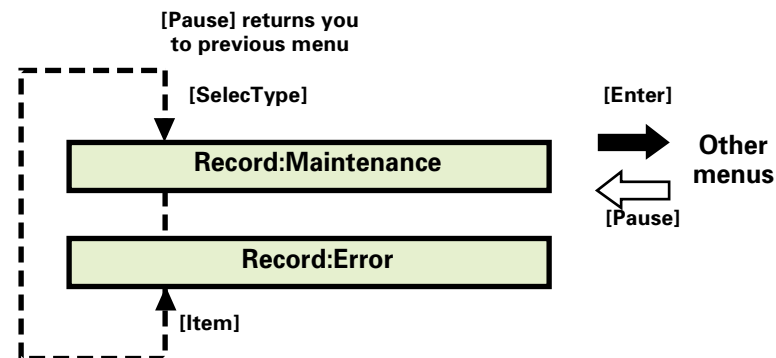 [Pause] returns you
to previous menu
[SelecType]
[Enter]
Record:Maintenance
Other
menus
[Pause]
Record:Error
[Item]